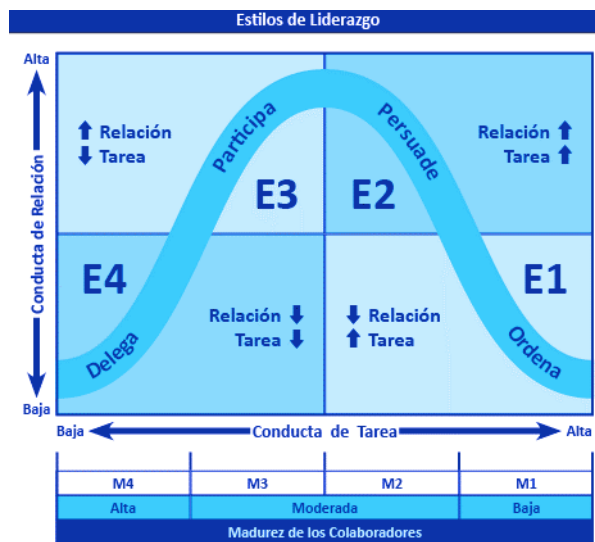 Estilos de Liderazgo
Alta
Conducta de Relación
Baja
⬆ Relación
⬇ Tarea
Participa
E3
Persuade
E2
Relación ⬆
Tarea ⬆
E4
Delega
Relación ⬇
Tarea ⬇
⬇ Relación
⬆ Tarea
E1
Ordena
Baja Conducta de Tarea Alta
M4 M3 M2 M1
Alta Moderada Baja
Madurez de los Colaboradores